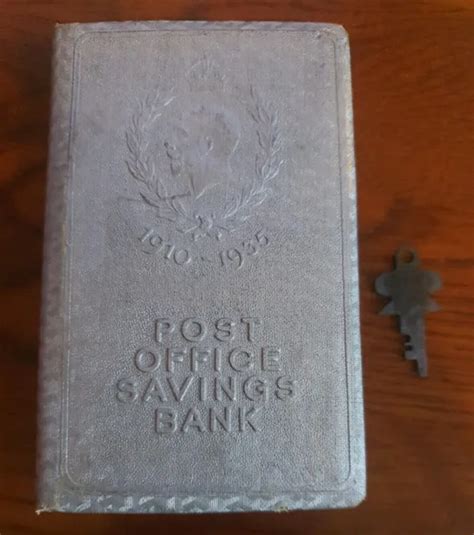 1910-1935
POST
OFFICE
SAVINGS
BANK